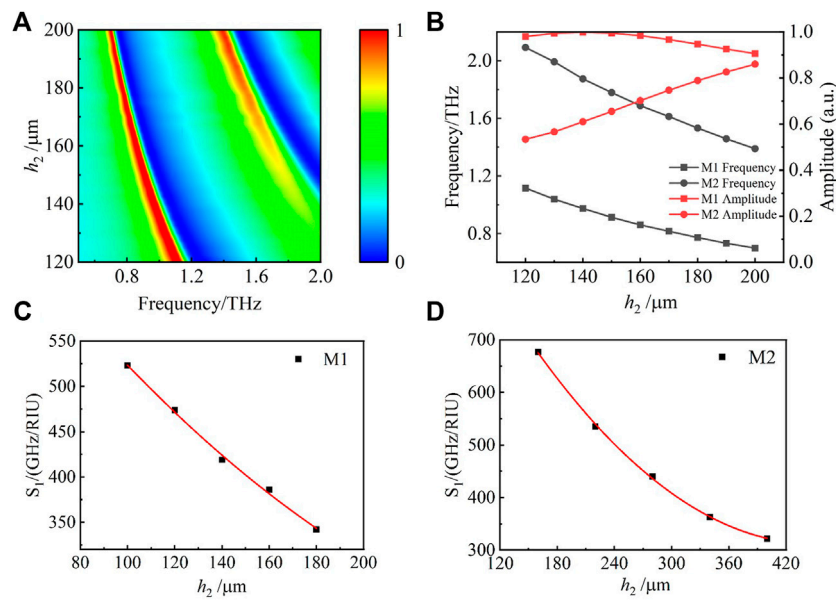 A
200
180
160
140
120
h₂ /μm
0.8
1.2
1.6
2.0
Frequency/THz
1
0
B
2.0
1.6
1.2
0.8
Frequency/THz
1.0
0.8
0.6
0.4
0.2
0.0
Amplitude (a.u.)
M1 Frequency
M2 Frequency
M1 Amplitude
M2 Amplitude
120
140
160
180
200
h₂ /μm
C
550
500
450
400
350
S₁/(GHz/RIU)
M1
80
100
120
140
160
180
200
h₂ /μm
D
700
600
500
400
300
S₁/(GHz/RIU)
M2
120
180
240
300
360
420
h₂ /μm